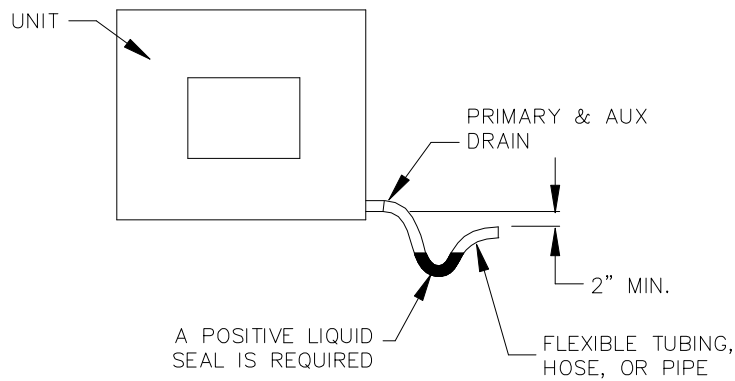 UNIT
PRIMARY & AUX
DRAIN
2” MIN.
A POSITIVE LIQUID
SEAL IS REQUIRED
FLEXIBLE TUBING,
HOSE, OR PIPE